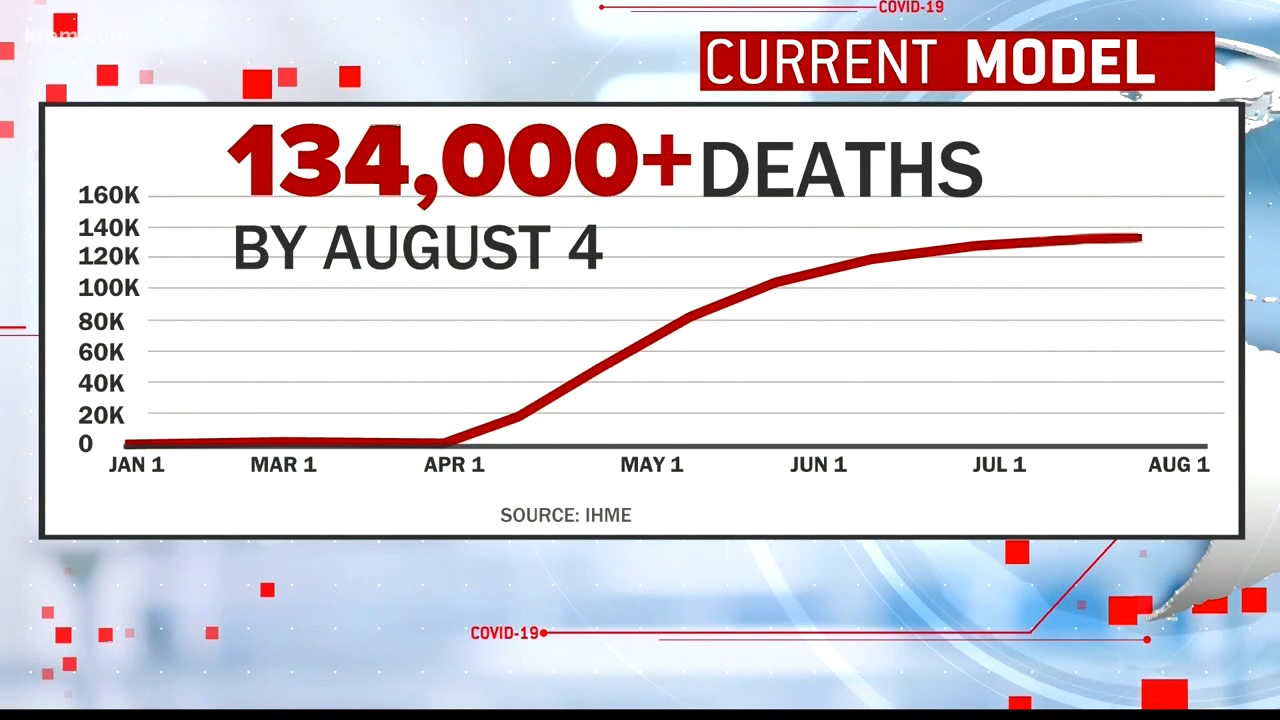 COVID-19
CURRENT MODEL
134,000+ DEATHS
BY AUGUST 4
160K
140K
120K
100K
80K
60K
40K
20K
0
JAN 1 MAR 1 APR 1 MAY 1 JUN 1 JUL 1 AUG 1
SOURCE: IHME
COVID-19